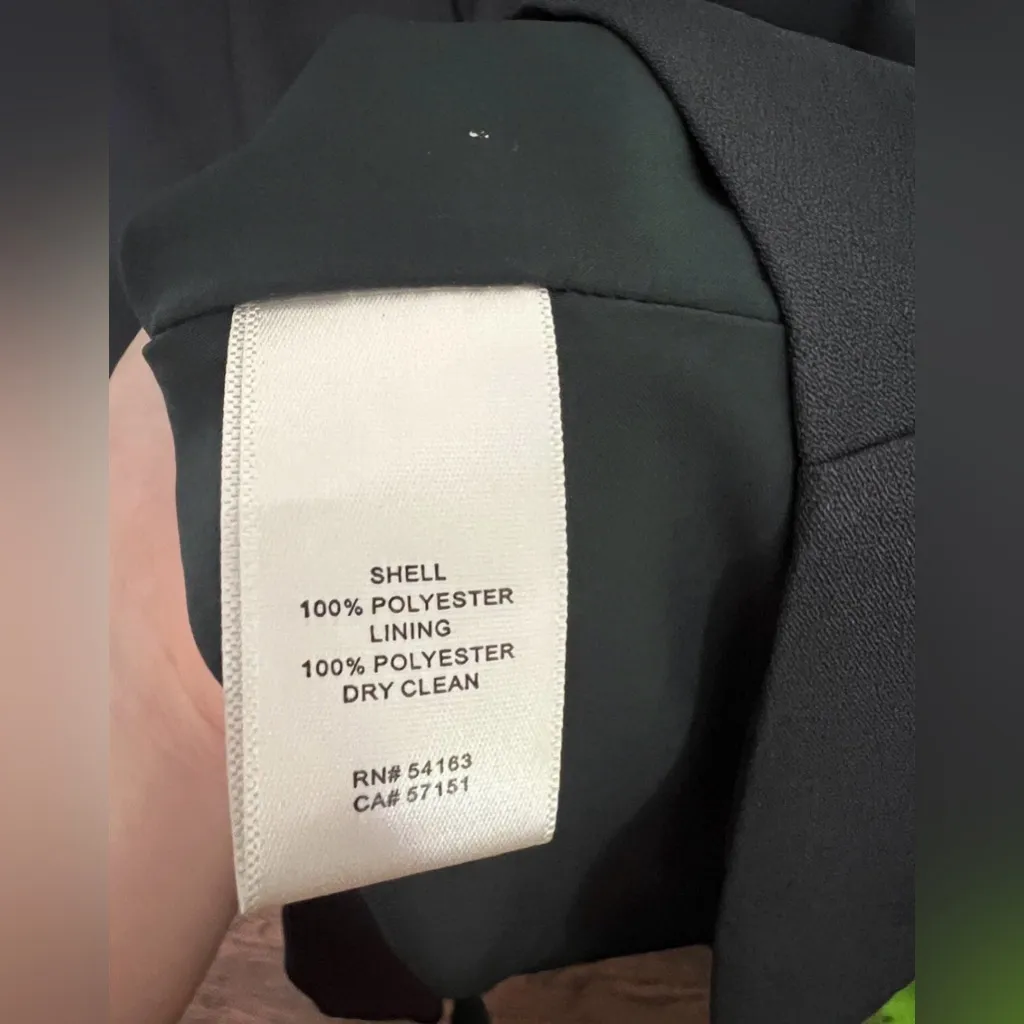 SHELL
100% POLYESTER
LINING
100% POLYESTER
DRY CLEAN
RN# 54163
CA# 57151